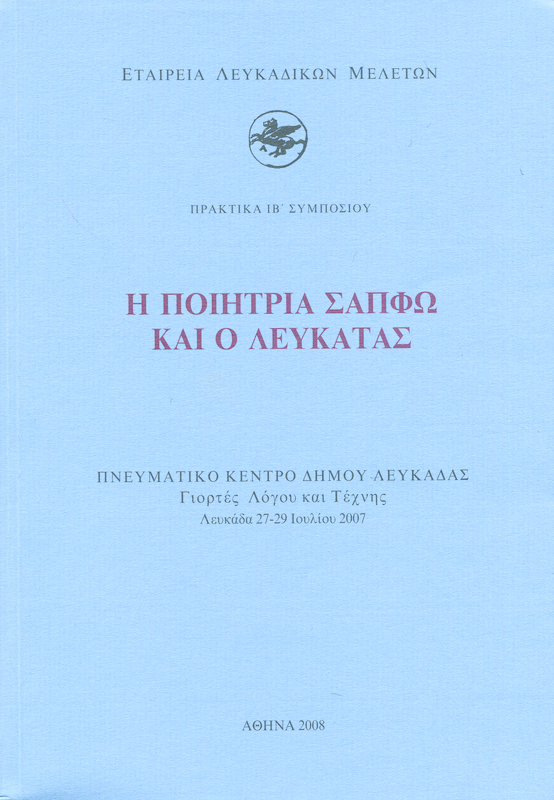 ΕΤΑΙΡΕΙΑ ΛΕΥΚΑΔΙΚΩΝ ΜΕΛΕΤΩΝ
Λ
ΠΡΑΚΤΙΚΑ ΙΒ΄ ΣΥΜΠΟΣΙΟΥ
Η ΠΟΙΗΤΡΙΑ ΣΑΠΦΩ
ΚΑΙ Ο ΛΕΥΚΑΤΑΣ
ΠΝΕΥΜΑΤΙΚΟ ΚΕΝΤΡΟ ΔΗΜΟΥ ΛΕΥΚΑΔΑΣ
Γιορτές Λόγου και Τέχνης
Λευκάδα 27-29 Ιουλίου 2007
ΑΘΗΝΑ 2008